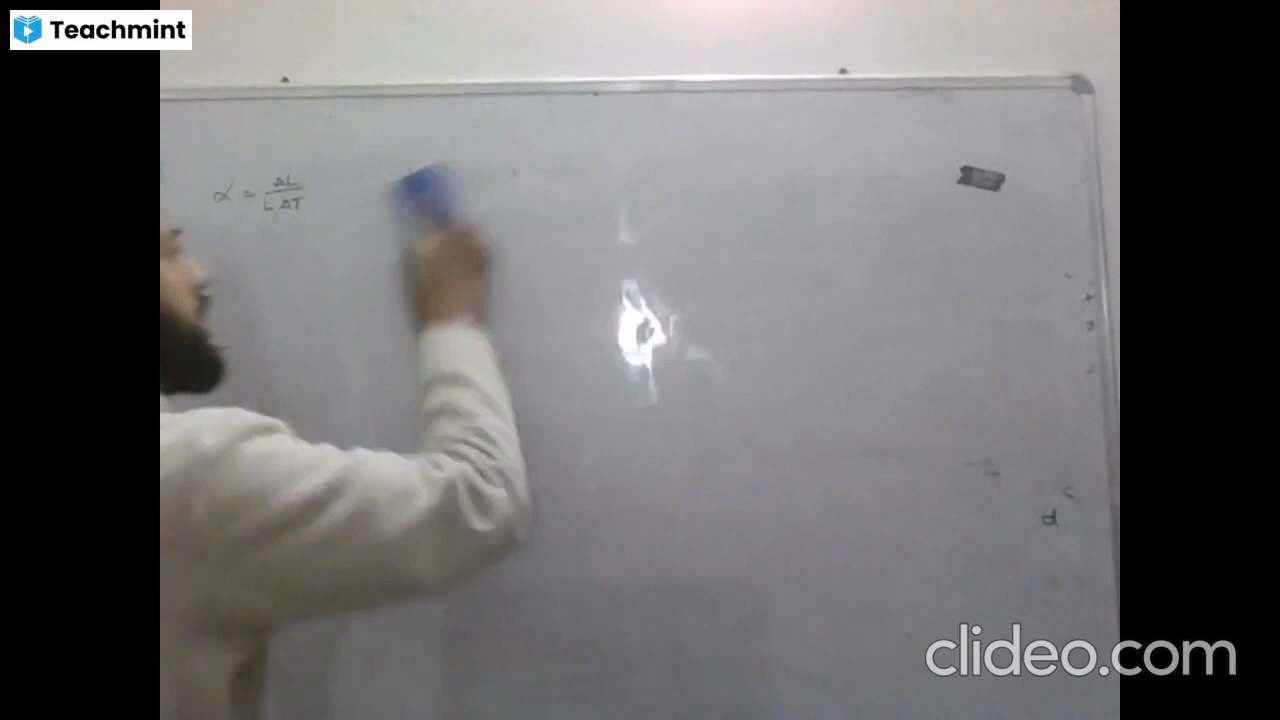 Teachmint
α = ΔL / L ΔT
d
clideo.com